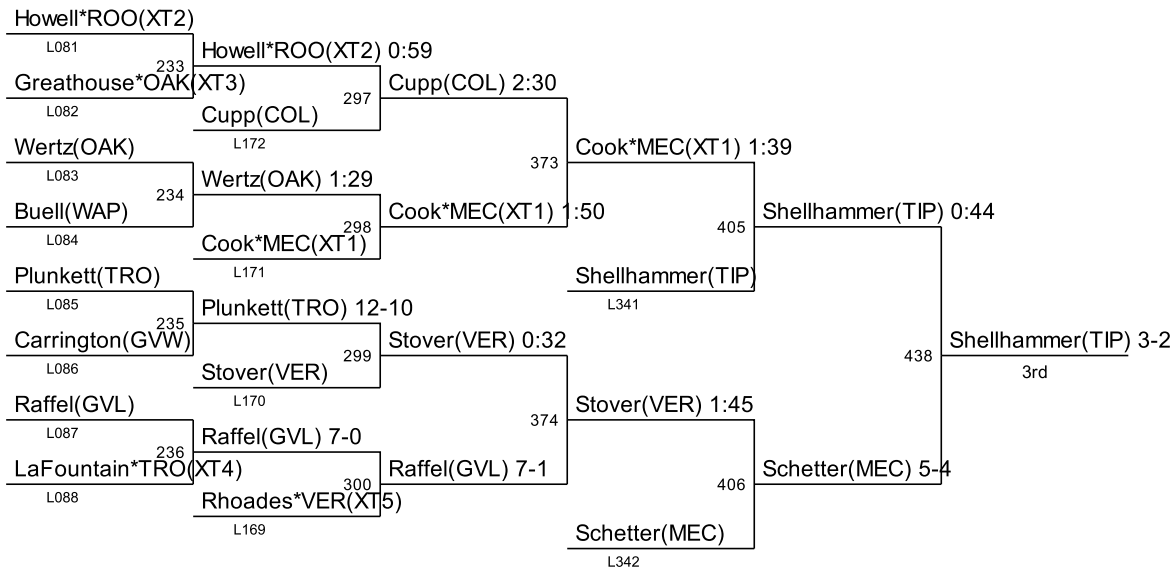 Howell*ROO(XT2)
L081
Howell*ROO(XT2) 0:59
233
Greathouse*OAK(XT3)
Cupp(COL) 2:30
297
L082
Cupp(COL)
L172
Wertz(OAK)
Cook*MEC(XT1) 1:39
373
L083
Wertz(OAK) 1:29
234
Buell(WAP)
Cook*MEC(XT1) 1:50
Shellhammer(TIP) 0:44
298
405
L084
Cook*MEC(XT1)
L171
Plunkett(TRO)
Shellhammer(TIP)
L085
L341
Plunkett(TRO) 12-10
235
Carrington(GVW)
Stover(VER) 0:32
Shellhammer(TIP) 3-2
299
438
L086
Stover(VER)
3rd
L170
Raffel(GVL)
Stover(VER) 1:45
374
L087
Raffel(GVL) 7-0
236
LaFountain*TRO(XT4)
Raffel(GVL) 7-1
Schetter(MEC) 5-4
300
406
L088
Rhoades*VER(XT5)
L169
Schetter(MEC)
L342